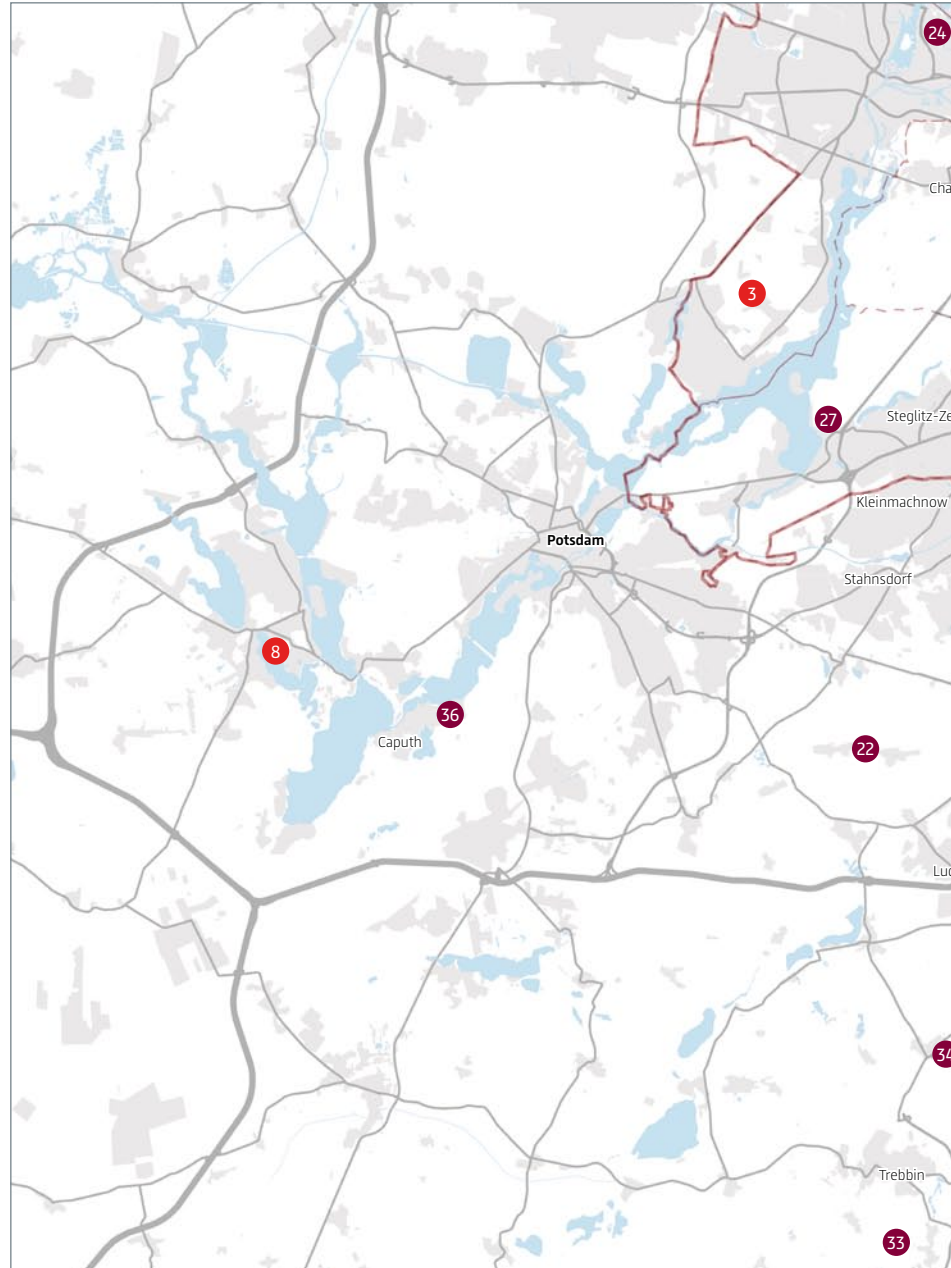 24
Cha
3
27
Steglitz-Ze
Kleinmachnow
Potsdam
Stahnsdorf
8
36
Caputh
22
Luc
34
Trebbin
33